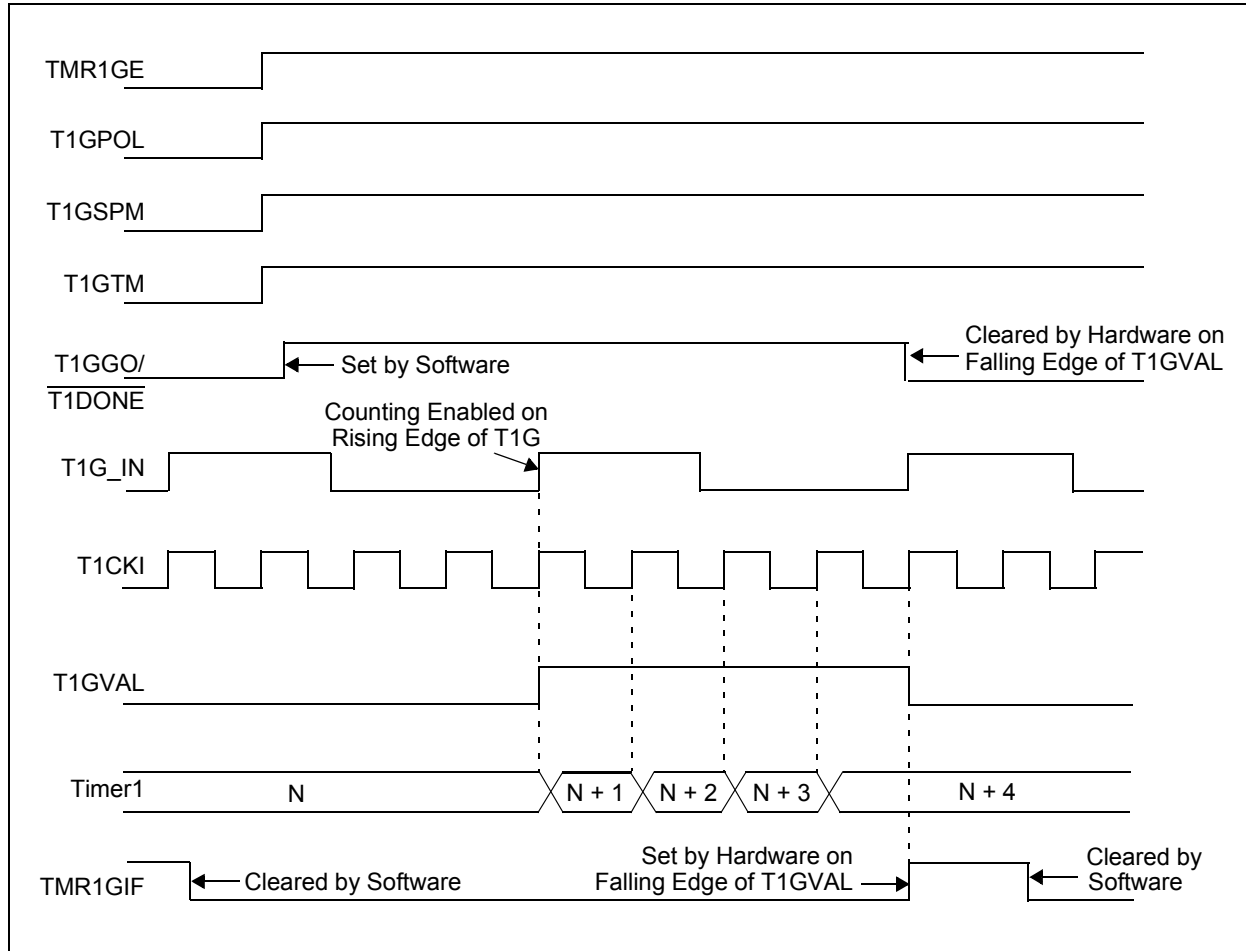 TMR1GE
T1GPOL
T1GSPM
T1GTM
T1GGO/
T1DONE
Set by Software
Cleared by Hardware on
Falling Edge of T1GVAL
Counting Enabled on
Rising Edge of T1G
T1G_IN
T1CKI
T1GVAL
Timer1
N
N + 1
N + 2
N + 3
N + 4
TMR1GIF
Cleared by Software
Set by Hardware on
Falling Edge of T1GVAL
Cleared by
Software